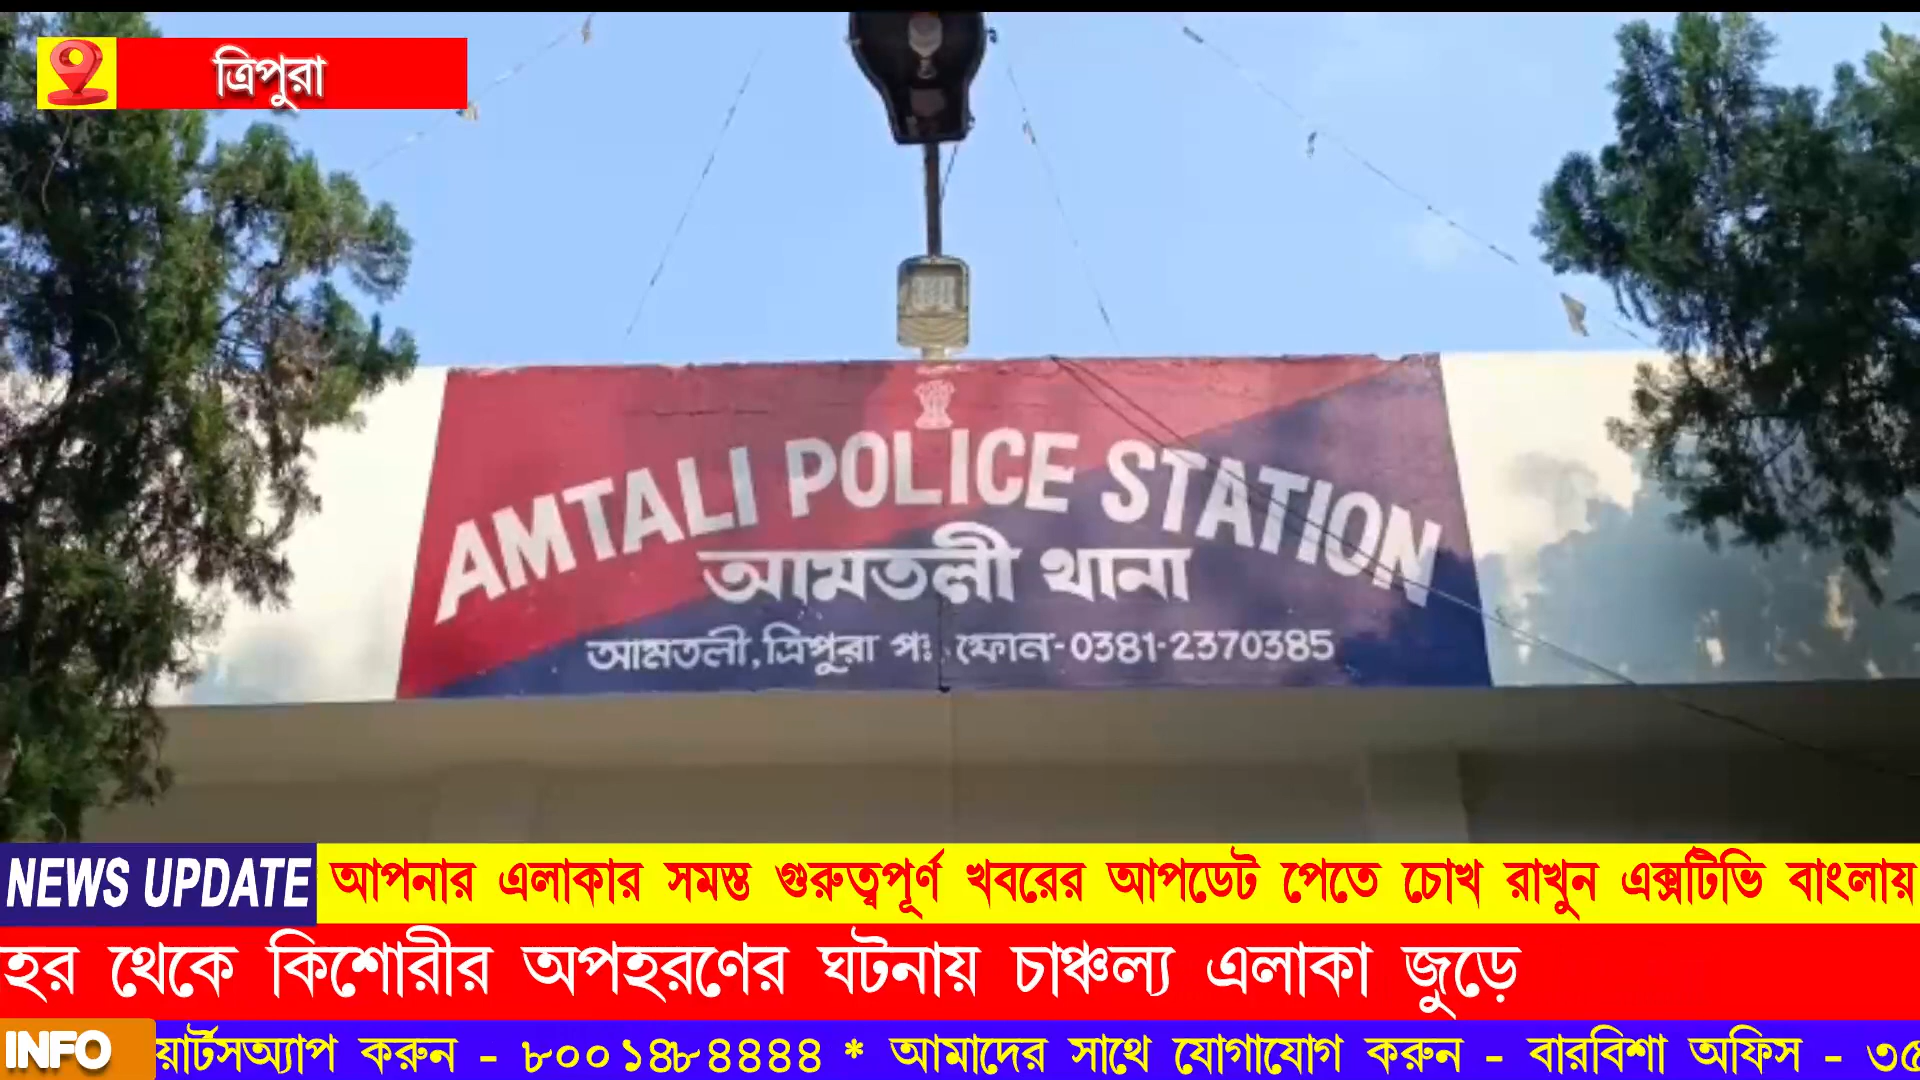 ত্রিপুরা
AMTALI POLICE STATION
আমতলী থানা
আমতলী, ত্রিপুরা পঃ ফোন-0381-2370385
NEWS UPDATE আপনার এলাকার সমস্ত গুরুত্বপূর্ণ খবরের আপডেট পেতে চোখ রাখুন এক্সটিভি বাংলায়
হর থেকে কিশোরীর অপহরণের ঘটনায় চাঞ্চল্য এলাকা জুড়ে
INFO য়ার্টসঅ্যাপ করুন - ৮০০১৪৮৪৪৪৪ * আমাদের সাথে যোগাযোগ করুন - বারবিশা অফিস - ৩৫